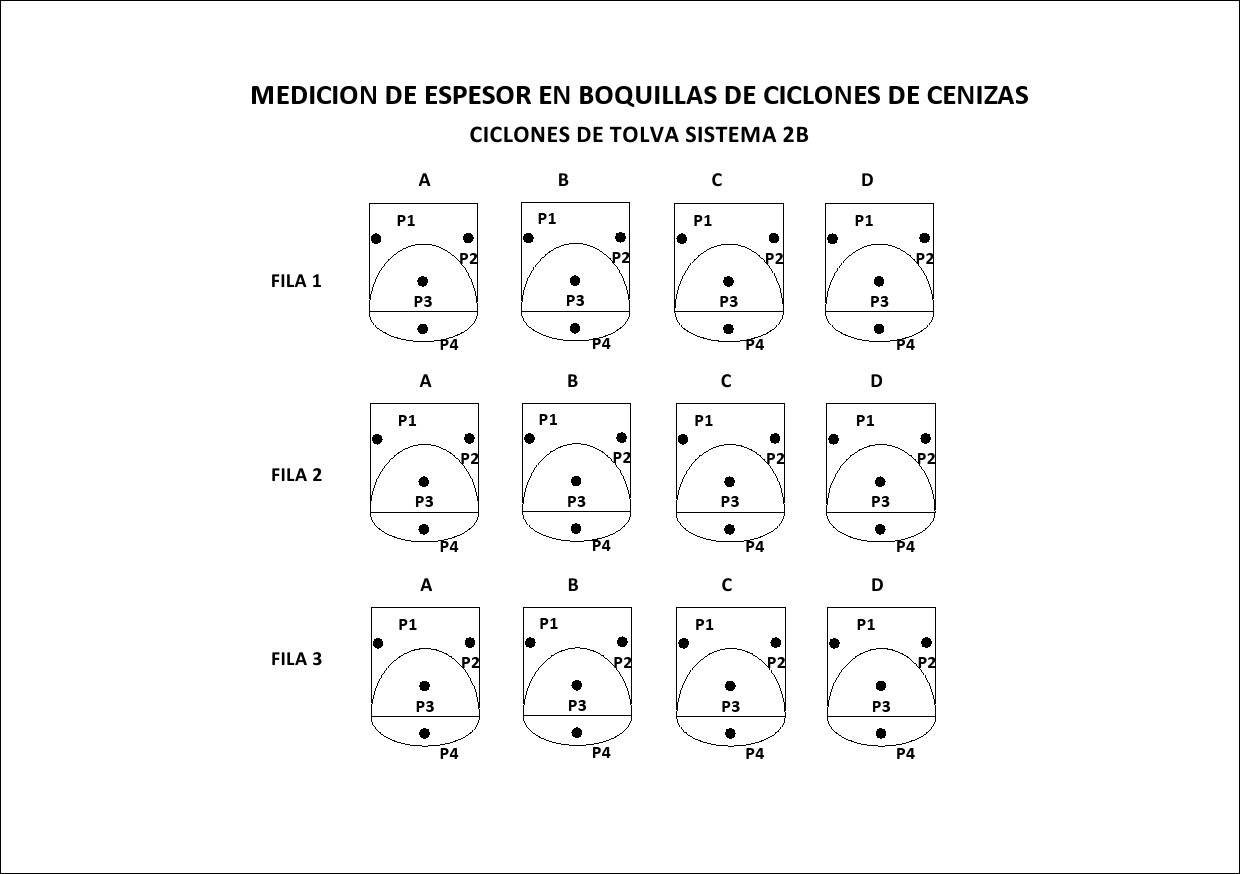 MEDICION DE ESPESOR EN BOQUILLAS DE CICLONES DE CENIZAS
CICLONES DE TOLVA SISTEMA 2B
A B C D
P1 P1 P1 P1
P2 P2 P2 P2
FILA 1
P3 P3 P3 P3
P4 P4 P4 P4
A B C D
P1 P1 P1 P1
P2 P2 P2 P2
FILA 2
P3 P3 P3 P3
P4 P4 P4 P4
A B C D
P1 P1 P1 P1
FILA 3
P2 P2 P2 P2
P3 P3 P3 P3
P4 P4 P4 P4